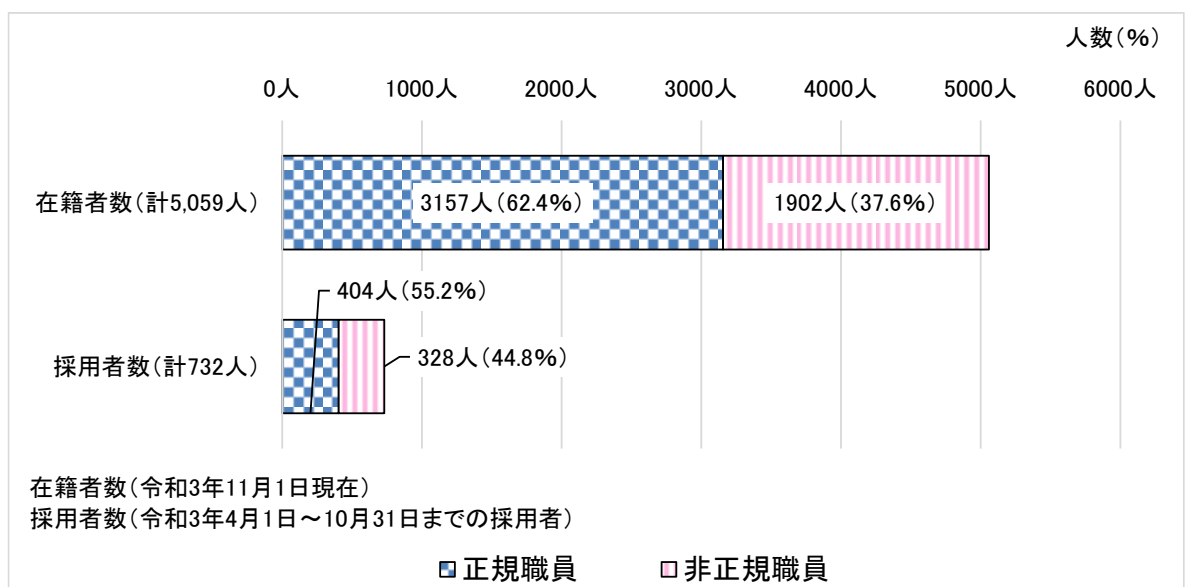 人数(%)
0人 1000人 2000人 3000人 4000人 5000人 6000人
在籍者数(計5,059人) 3157人(62.4%) 1902人(37.6%)
404人(55.2%)
採用者数(計732人) 328人(44.8%)
在籍者数(令和3年11月1日現在)
採用者数(令和3年4月1日~10月31日までの採用者)
正規職員 非正規職員